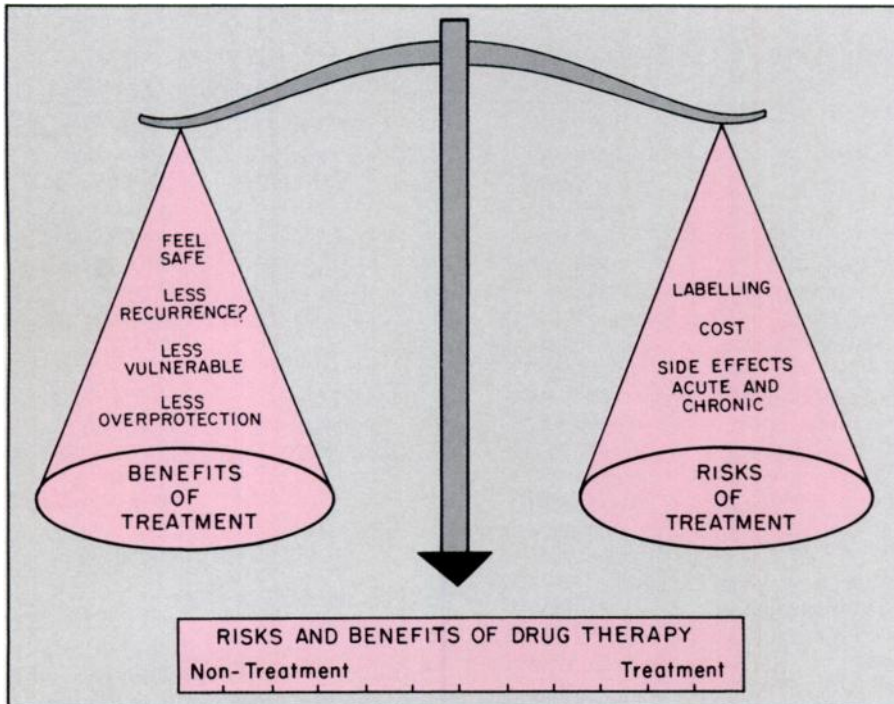 FEEL
SAFE
LESS
RECURRENCE?
LESS
VULNERABLE
LESS
OVERPROTECTION
BENEFITS
OF
TREATMENT
LABELLING
COST
SIDE EFFECTS
ACUTE AND
CHRONIC
RISKS
OF
TREATMENT
RISKS AND BENEFITS OF DRUG THERAPY
Non-Treatment Treatment